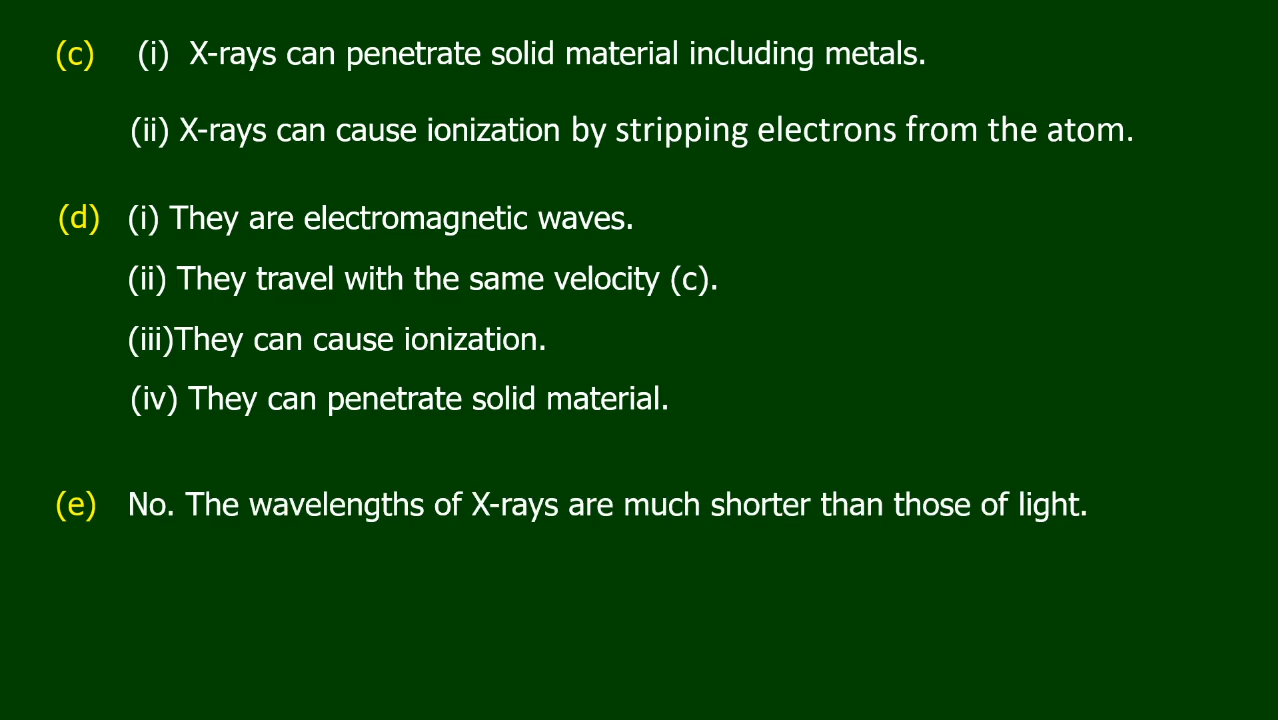 (c) (i) X-rays can penetrate solid material including metals.
(ii) X-rays can cause ionization by stripping electrons from the atom.
(d) (i) They are electromagnetic waves.
(ii) They travel with the same velocity (c).
(iii)They can cause ionization.
(iv) They can penetrate solid material.
(e) No. The wavelengths of X-rays are much shorter than those of light.